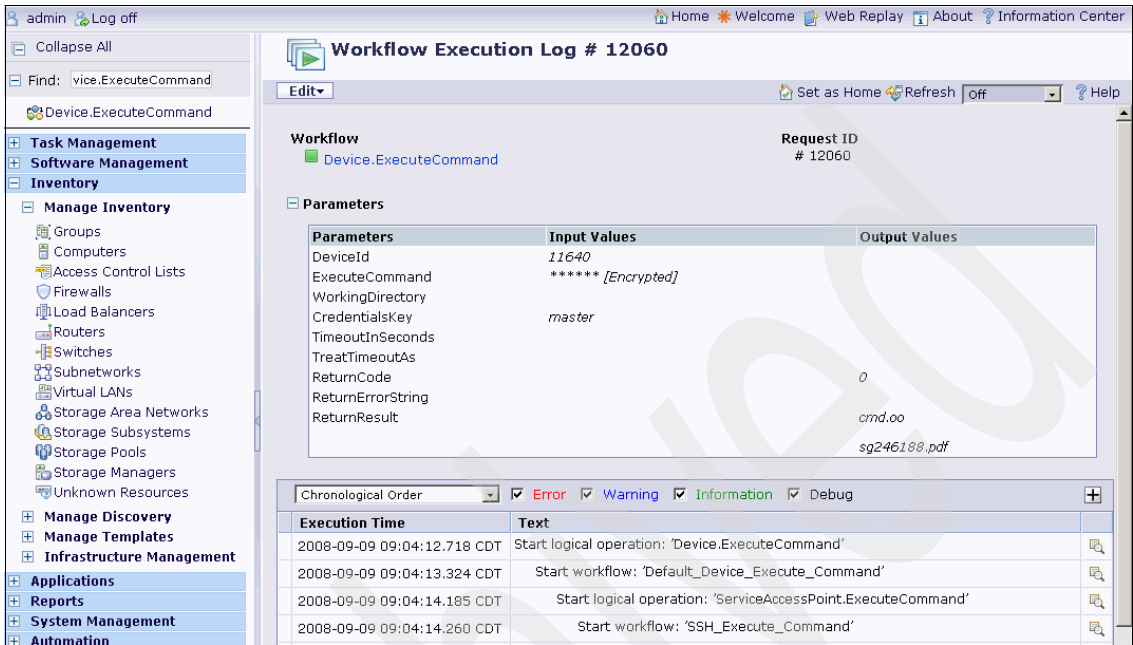 admin Log off Home Welcome Web Replay About Information Center
Collapse All
Find: vice.ExecuteCommand
Device.ExecuteCommand
Task Management
Software Management
Inventory
Manage Inventory
Groups
Computers
Access Control Lists
Firewalls
Load Balancers
Routers
Switches
Subnetworks
Virtual LANs
Storage Area Networks
Storage Subsystems
Storage Pools
Storage Managers
Unknown Resources
Manage Discovery
Manage Templates
Infrastructure Management
Applications
Reports
System Management
Automation
Workflow Execution Log # 12060
Edit Set as Home Refresh Off Help
Workflow Request ID
Device.ExecuteCommand # 12060
Parameters
Parameters Input Values Output Values
DeviceId 11640
ExecuteCommand ****** [Encrypted]
WorkingDirectory
CredentialsKey master
TimeoutInSeconds
TreatTimeoutAs
ReturnCode 0
ReturnErrorString
ReturnResult cmd.oo
sg246188.pdf
Chronological Order Error Warning Information Debug
Execution Time Text
2008-09-09 09:04:12.718 CDT Start logical operation: 'Device.ExecuteCommand'
2008-09-09 09:04:13.324 CDT Start workflow: 'Default_Device_Execute_Command'
2008-09-09 09:04:14.185 CDT Start logical operation: 'ServiceAccessPoint.ExecuteCommand'
2008-09-09 09:04:14.260 CDT Start workflow: 'SSH_Execute_Command'